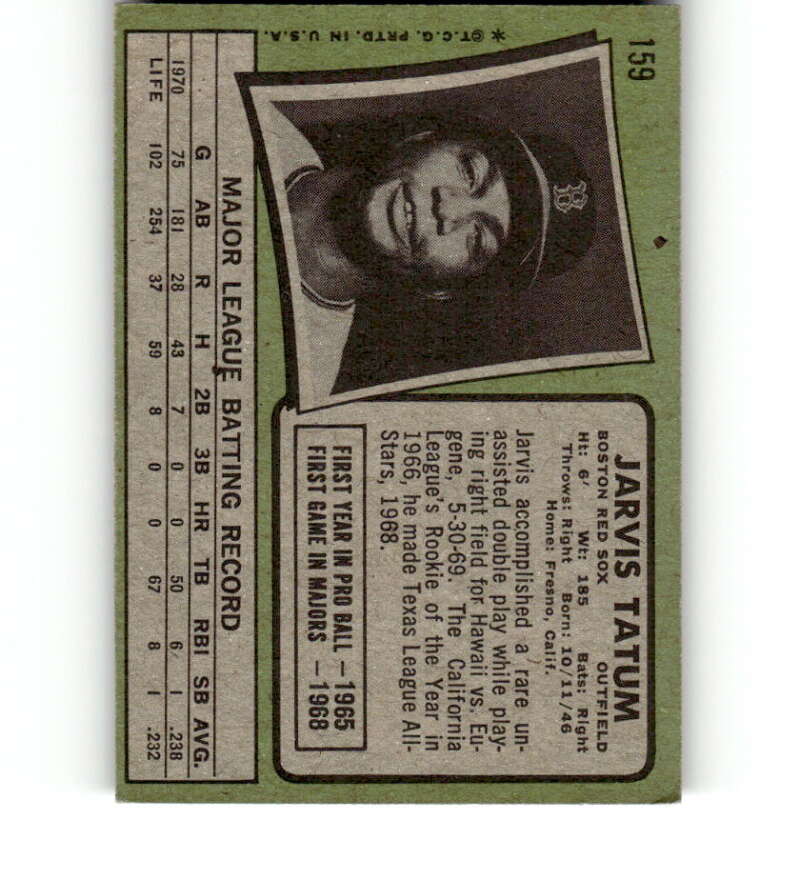 159
*©T.C.G. PRTD. IN U.S.A.
B
JARVIS TATUM
BOSTON RED SOX OUTFIELD
Ht: 6' Wt: 185 Bats: Right
Throws: Right Born: 10/11/46
Home: Fresno, Calif.
Jarvis accomplished a rare un-
assisted double play while play-
ing right field for Hawaii vs. Eu-
gene, 5-30-69. The California
League's Rookie of the Year in
1966, he made Texas League All-
Stars, 1968.
FIRST YEAR IN PRO BALL — 1965
FIRST GAME IN MAJORS — 1968
MAJOR LEAGUE BATTING RECORD
G AB R H 2B 3B HR TB RBI SB AVG.
1970 75 181 28 43 7 0 0 50 6 1 .238
LIFE 102 254 37 59 8 0 0 67 8 1 .232